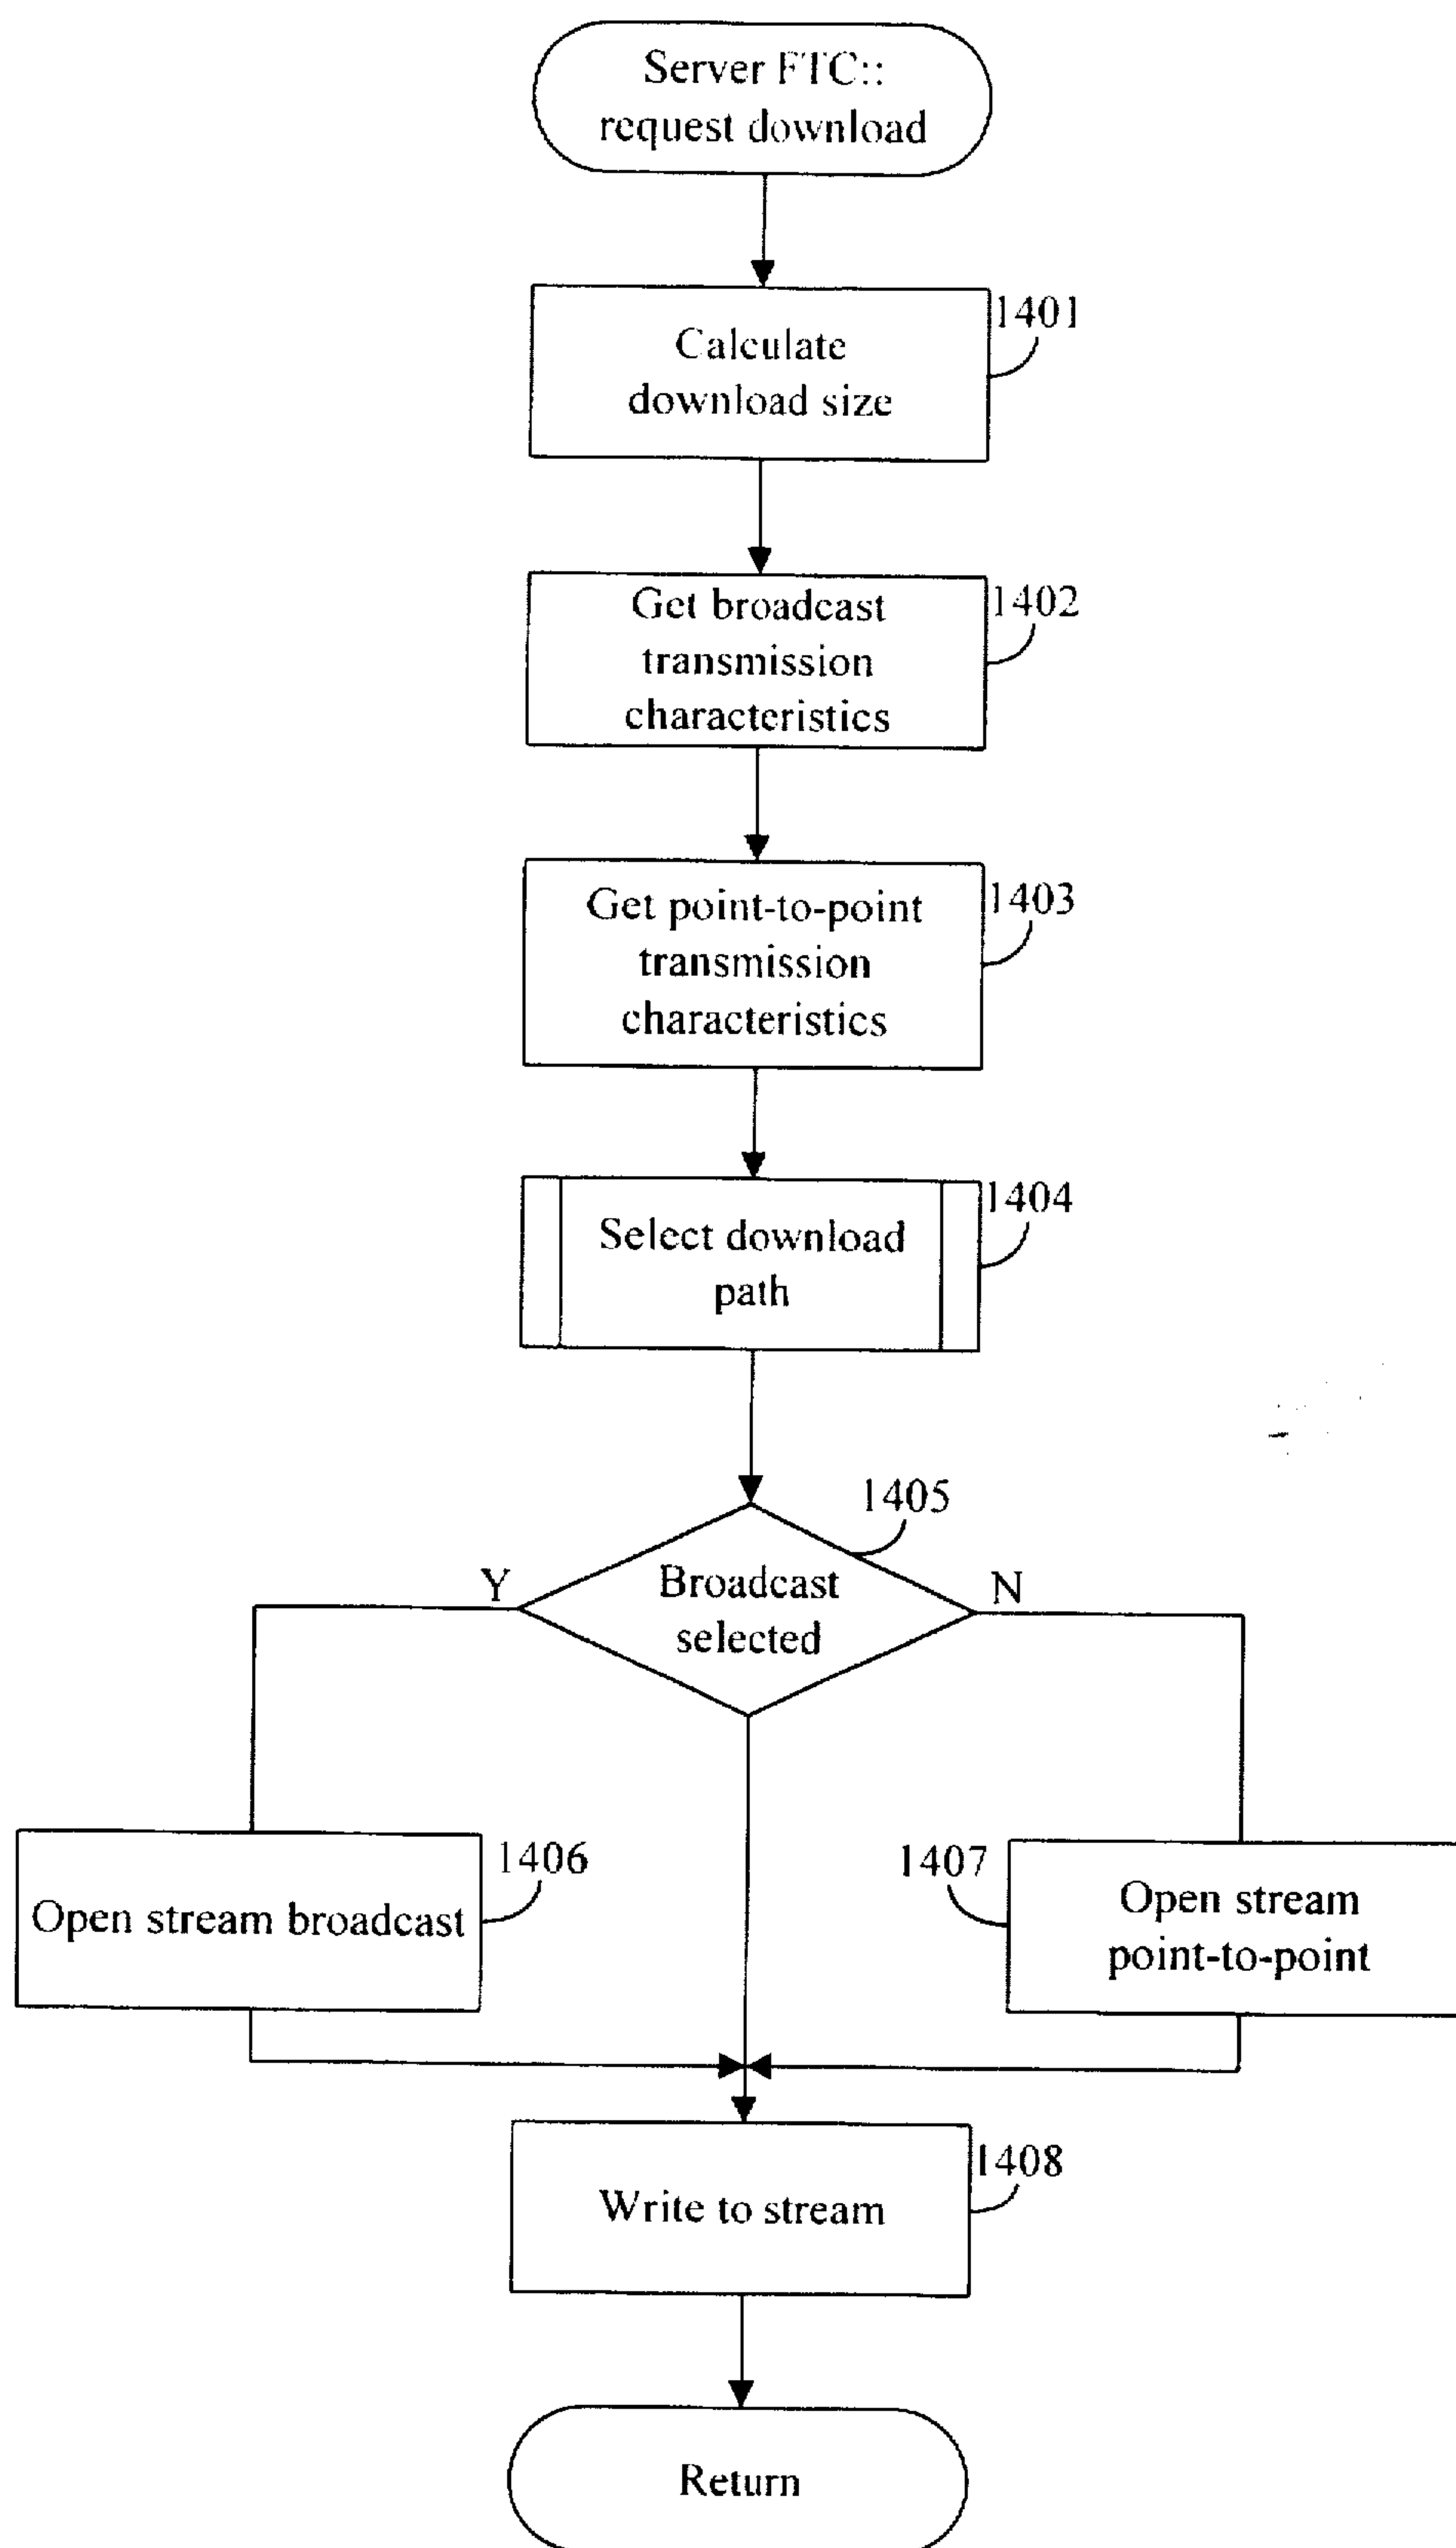 Server FTC::
request download
Calculate
download size
1401
Get broadcast
transmission
characteristics
1402
Get point-to-point
transmission
characteristics
1403
Select download
path
1404
1405
Broadcast
selected
Y
N
Open stream broadcast
1406
1407
Open stream
point-to-point
Write to stream
1408
Return